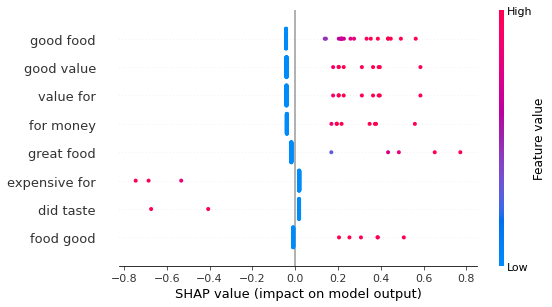 High
good food
good value
value for
for money
great food
expensive for
did taste
food good
Feature value
Low
−0.8 −0.6 −0.4 −0.2 0.0 0.2 0.4 0.6 0.8
SHAP value (impact on model output)